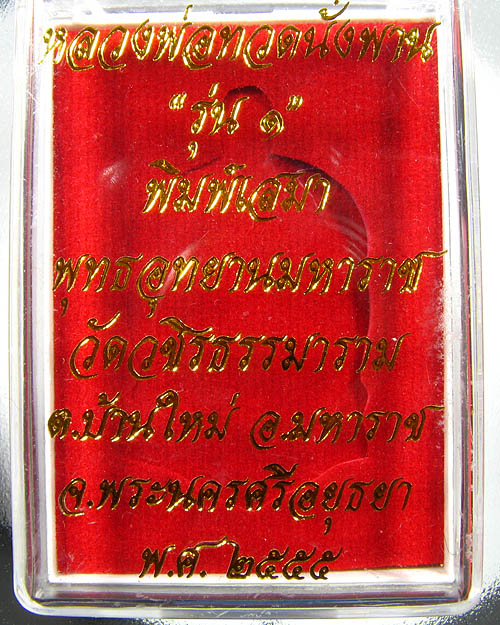 หลวงพ่อทวดนั่งพาน
"รุ่น ๑"
พิมพ์เสมา
พุทธอุทยานมหาราช
วัดวชิรธรรมาราม
ต.บ้านใหม่ อ.มหาราช
จ.พระนครศรีอยุธยา
พ.ศ. ๒๕๕๕